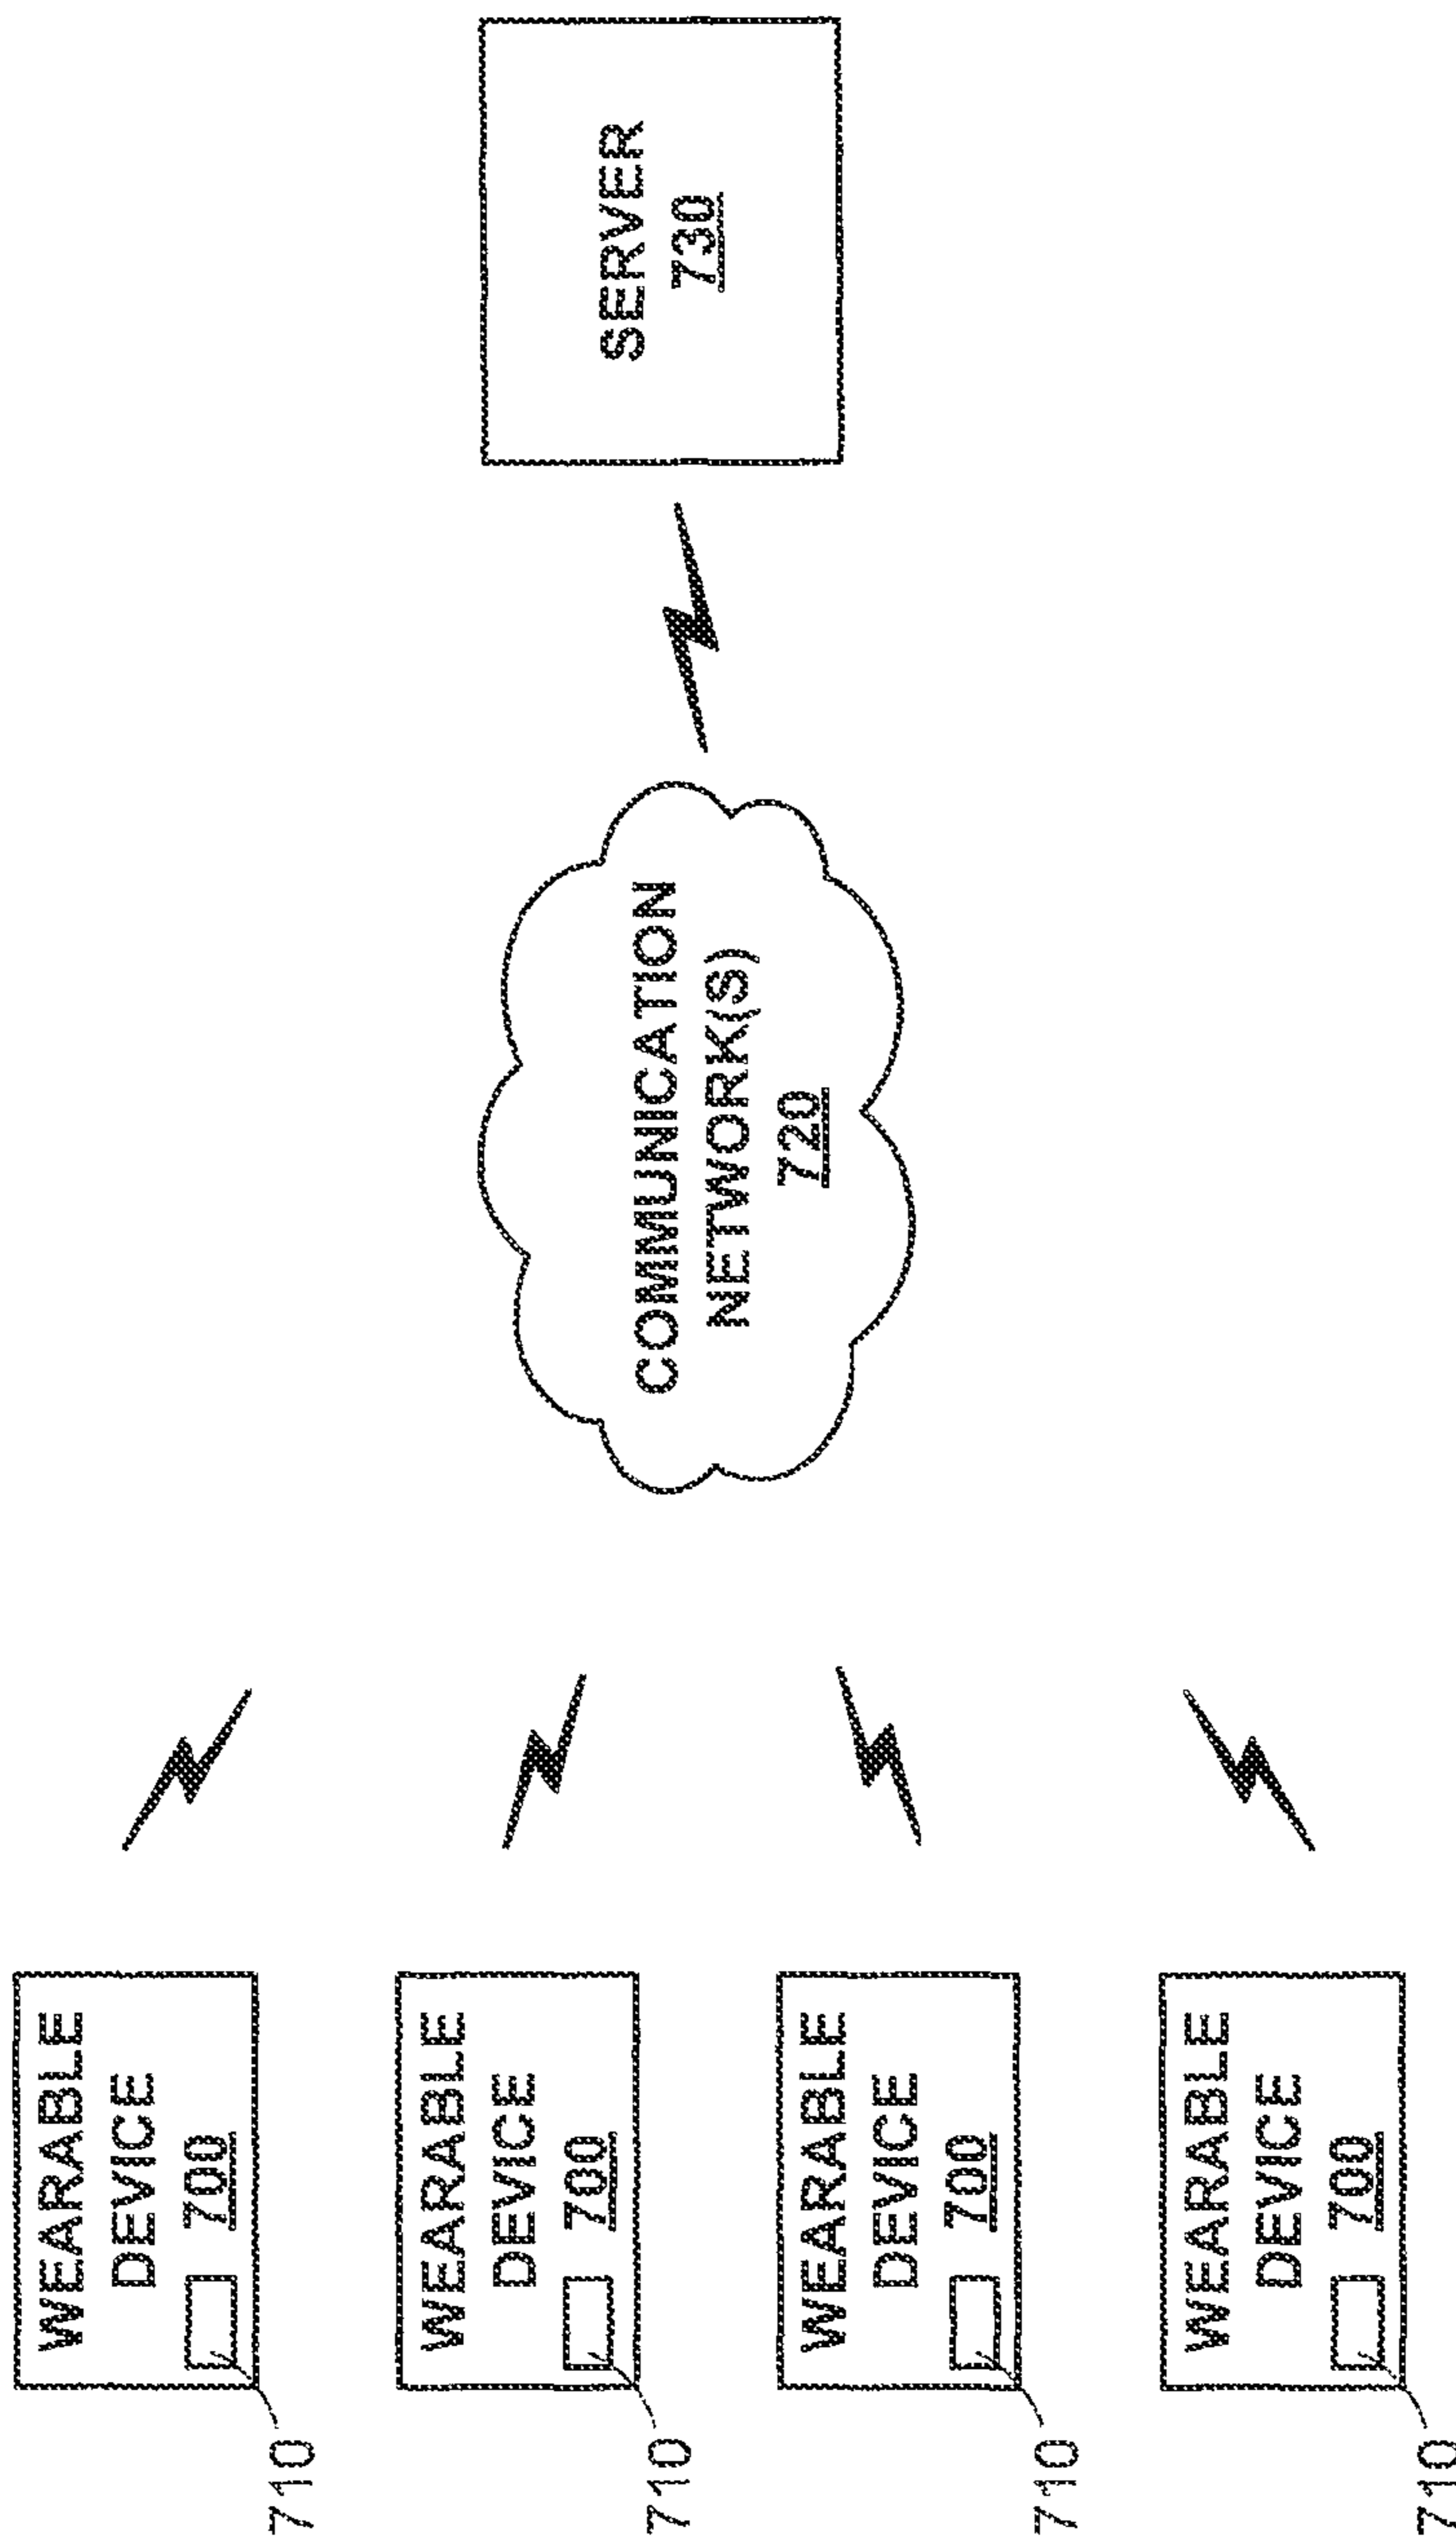 WEARABLE
DEVICE
700
710
WEARABLE
DEVICE
700
710
WEARABLE
DEVICE
700
710
WEARABLE
DEVICE
700
710
COMMUNICATION
NETWORK(S)
720
SERVER
730